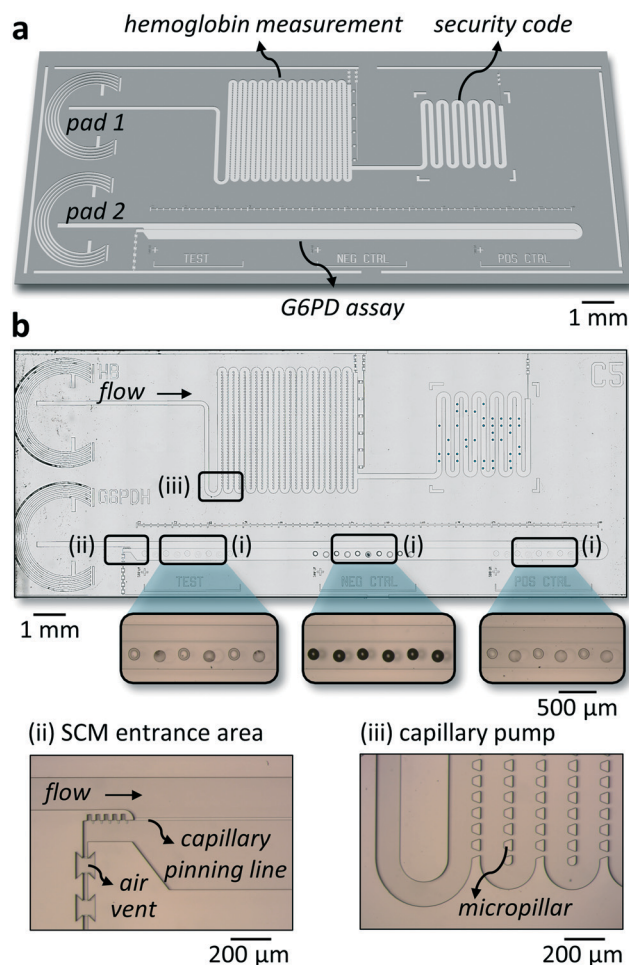 a
hemoglobin measurement
security code
pad 1
pad 2
TEST
NEG CTRL
POS CTRL
G6PD assay
1 mm
b
H0
C5
flow
(iii)
G6PDH
(ii)
(i)
(i)
(i)
TEST
NEG CTRL
POS CTRL
1 mm
500 µm
(ii) SCM entrance area
(iii) capillary pump
flow
capillary
pinning line
air
vent
micropillar
200 µm
200 µm